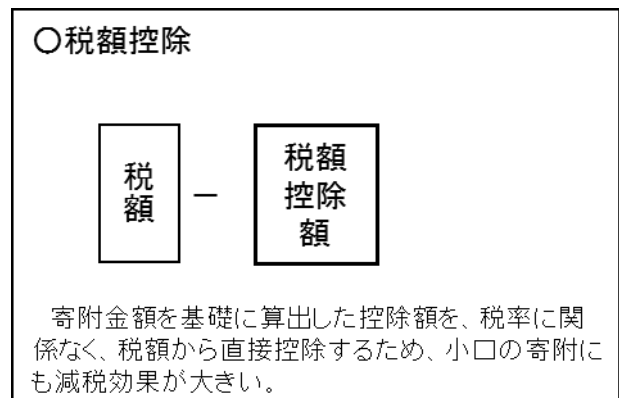 ○税額控除
税額
－
税額
控除
額
寄附金額を基礎に算出した控除額を、税率に関
係なく、税額から直接控除するため、小口の寄附に
も減税効果が大きい。